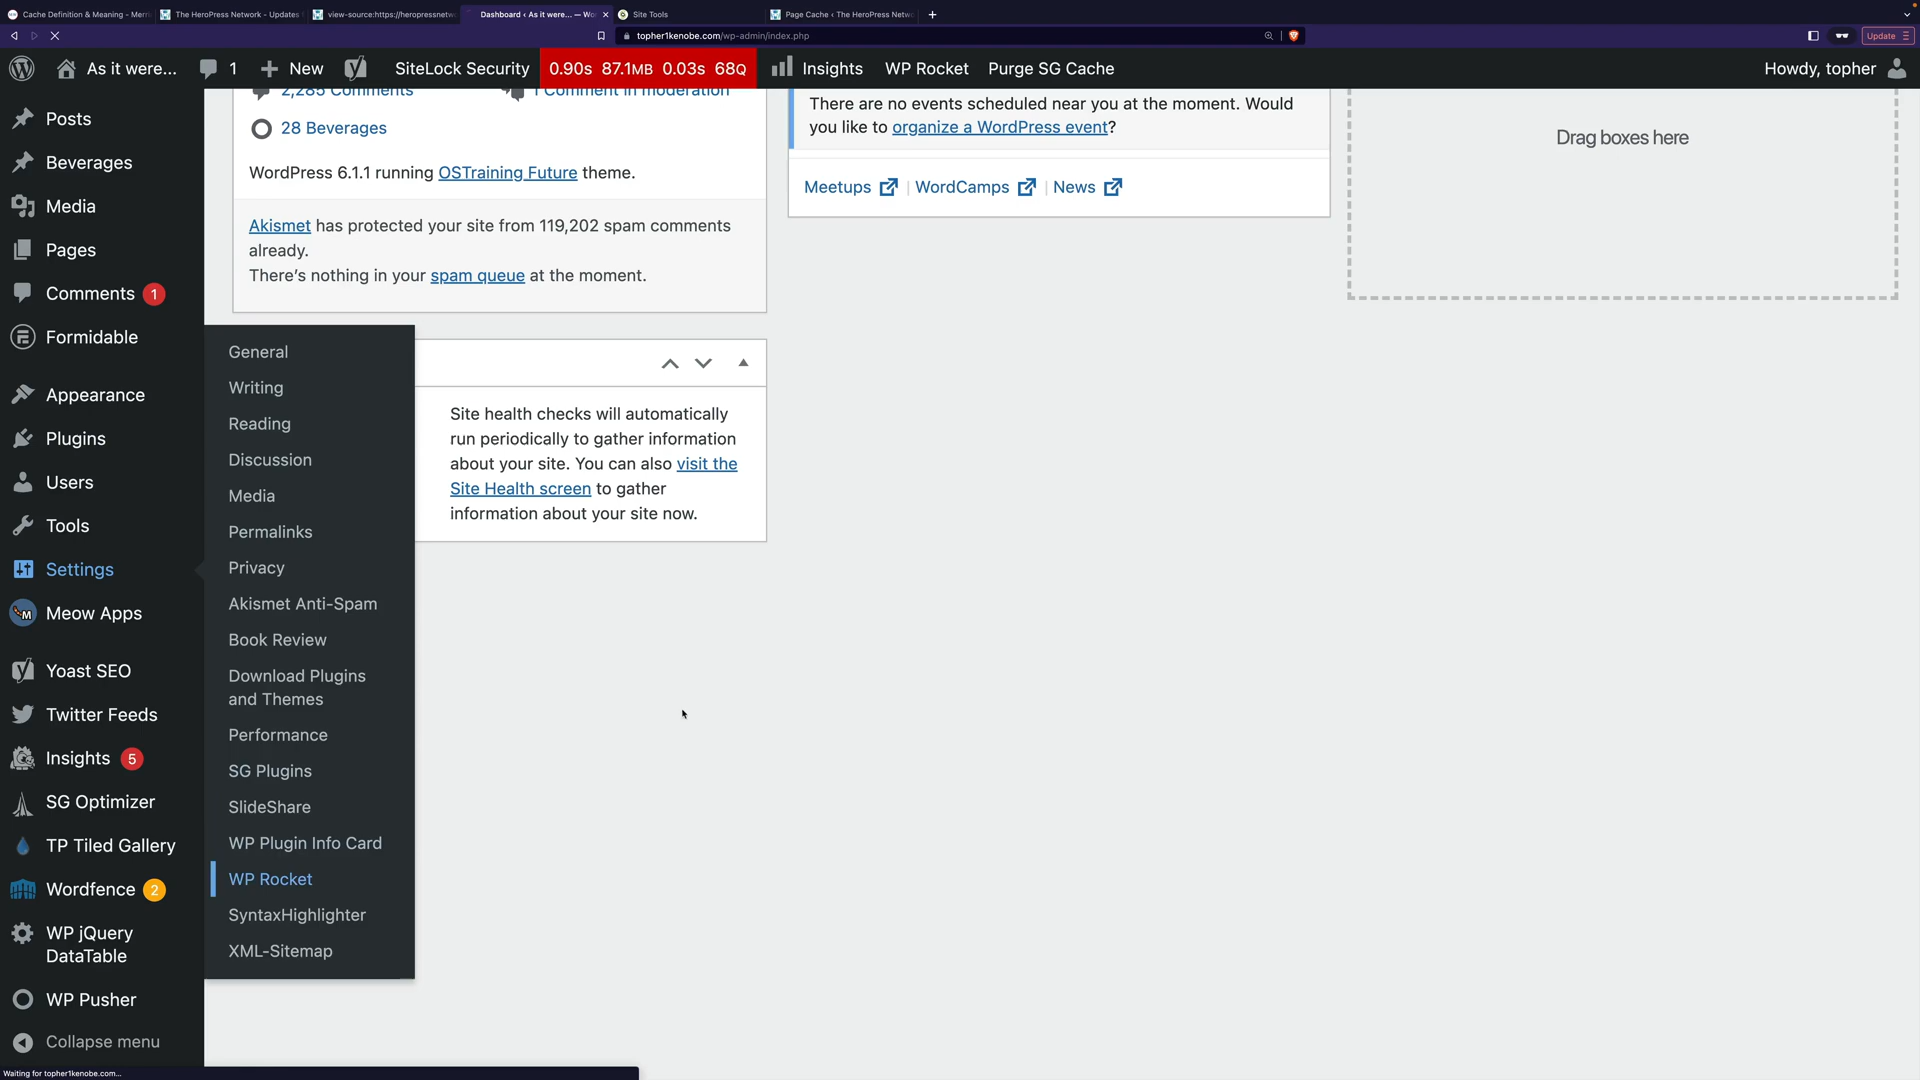 Cache Definition & Meaning - Merri
The HeroPress Network - Updates
view-source:https://heropressnetw
Dashboard ‹ As it were... — Wo
Site Tools
Page Cache ‹ The HeroPress Netw
topher1kenobe.com/wp-admin/index.php
Update
As it were...
1
New
SiteLock Security
0.90s 87.1MB 0.03s 68Q
Insights
WP Rocket
Purge SG Cache
Howdy, topher
Posts
Beverages
Media
Pages
Comments 1
Formidable
Appearance
Plugins
Users
Tools
Settings
Meow Apps
Yoast SEO
Twitter Feeds
Insights 5
SG Optimizer
TP Tiled Gallery
Wordfence 2
WP jQuery
DataTable
WP Pusher
Collapse menu
General
Writing
Reading
Discussion
Media
Permalinks
Privacy
Akismet Anti-Spam
Book Review
Download Plugins
and Themes
Performance
SG Plugins
SlideShare
WP Plugin Info Card
WP Rocket
SyntaxHighlighter
XML-Sitemap
2,285 Comments
1 Comment in moderation
28 Beverages
WordPress 6.1.1 running OSTraining Future theme.
Akismet has protected your site from 119,202 spam comments
already.
There's nothing in your spam queue at the moment.
Site health checks will automatically
run periodically to gather information
about your site. You can also visit the
Site Health screen to gather
information about your site now.
There are no events scheduled near you at the moment. Would
you like to organize a WordPress event?
Meetups | WordCamps | News
Drag boxes here
Waiting for topher1kenobe.com...